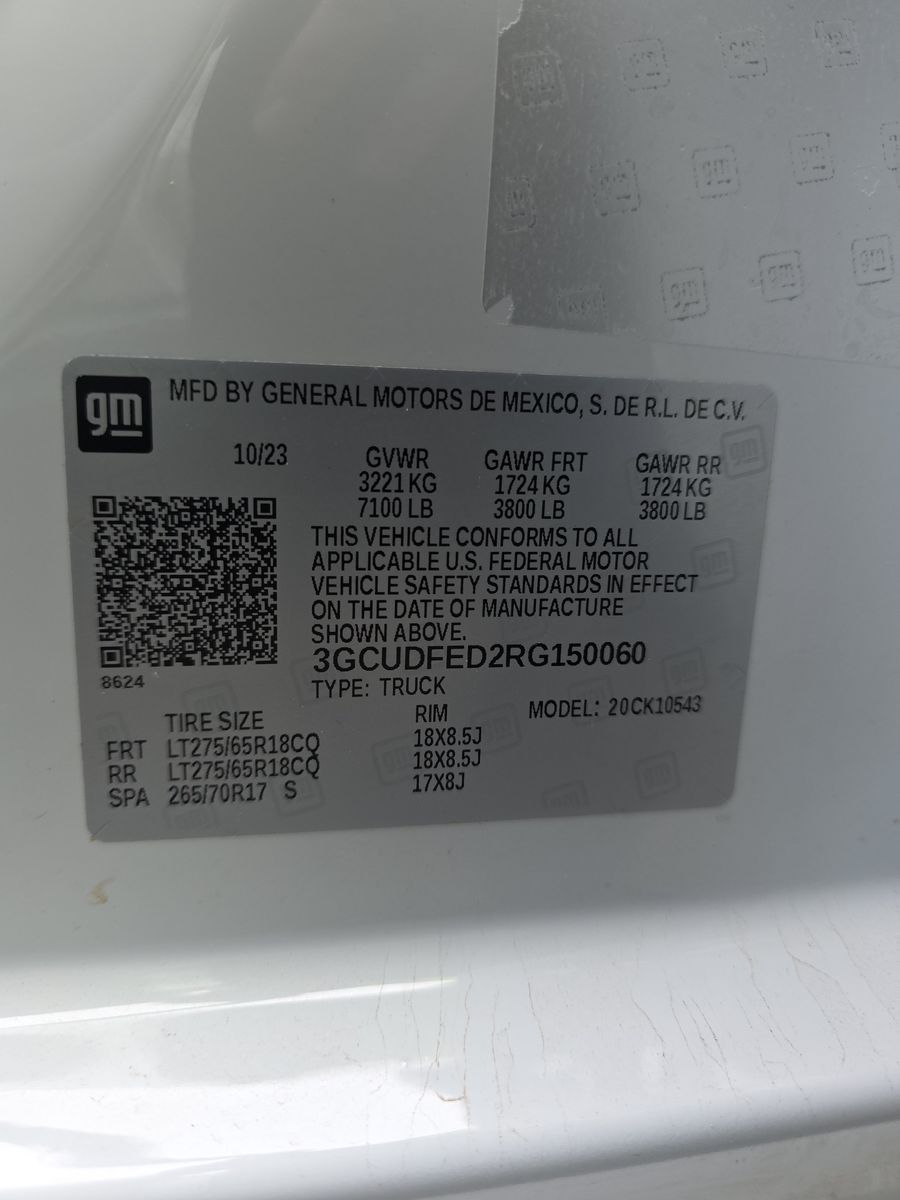 gm MFD BY GENERAL MOTORS DE MEXICO, S. DE R.L. DE C.V.
10/23 GVWR GAWR FRT GAWR RR
3221 KG 1724 KG 1724 KG
7100 LB 3800 LB 3800 LB
THIS VEHICLE CONFORMS TO ALL
APPLICABLE U.S. FEDERAL MOTOR
VEHICLE SAFETY STANDARDS IN EFFECT
ON THE DATE OF MANUFACTURE
SHOWN ABOVE.
3GCUDFED2RG150060
8624 TYPE: TRUCK
TIRE SIZE RIM MODEL: 20CK10543
FRT LT275/65R18CQ 18X8.5J
RR LT275/65R18CQ 18X8.5J
SPA 265/70R17 S 17X8J